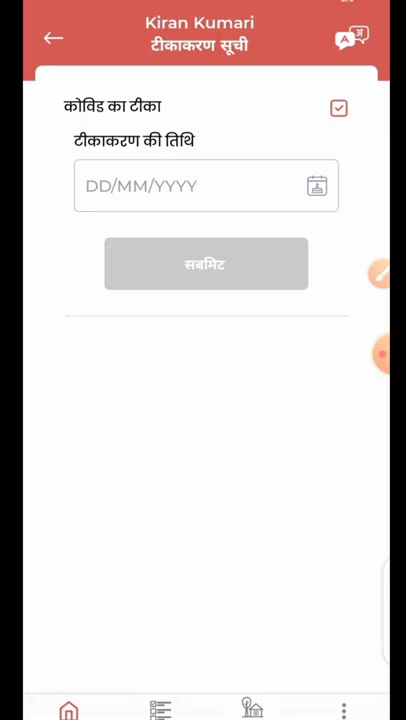 Kiran Kumari
टीकाकरण सूची
A अ
कोविड का टीका
टीकाकरण की तिथि
DD/MM/YYYY
सबमिट